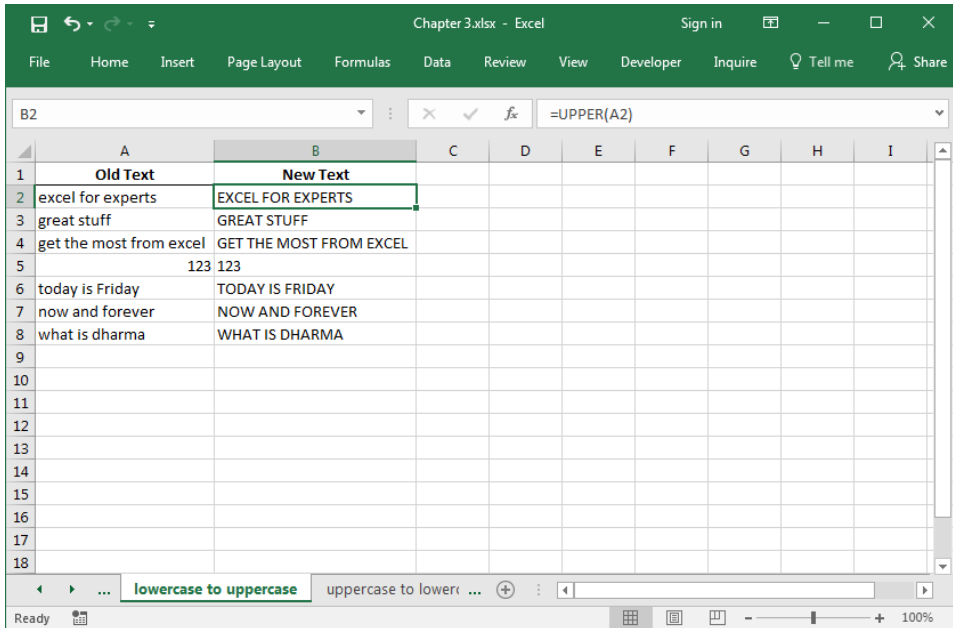 Chapter 3.xlsx - Excel Sign in
File Home Insert Page Layout Formulas Data Review View Developer Inquire Tell me Share
B2 fx =UPPER(A2)
A B C D E F G H I
1 Old Text New Text
2 excel for experts EXCEL FOR EXPERTS
3 great stuff GREAT STUFF
4 get the most from excel GET THE MOST FROM EXCEL
5 123 123
6 today is Friday TODAY IS FRIDAY
7 now and forever NOW AND FOREVER
8 what is dharma WHAT IS DHARMA
9
10
11
12
13
14
15
16
17
18
... lowercase to uppercase uppercase to lowerc ...
Ready 100%